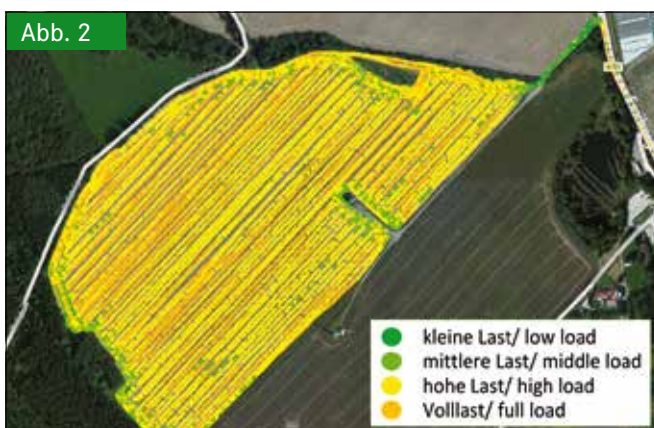 Abb. 2
kleine Last/ low load
mittlere Last/ middle load
hohe Last/ high load
Volllast/ full load